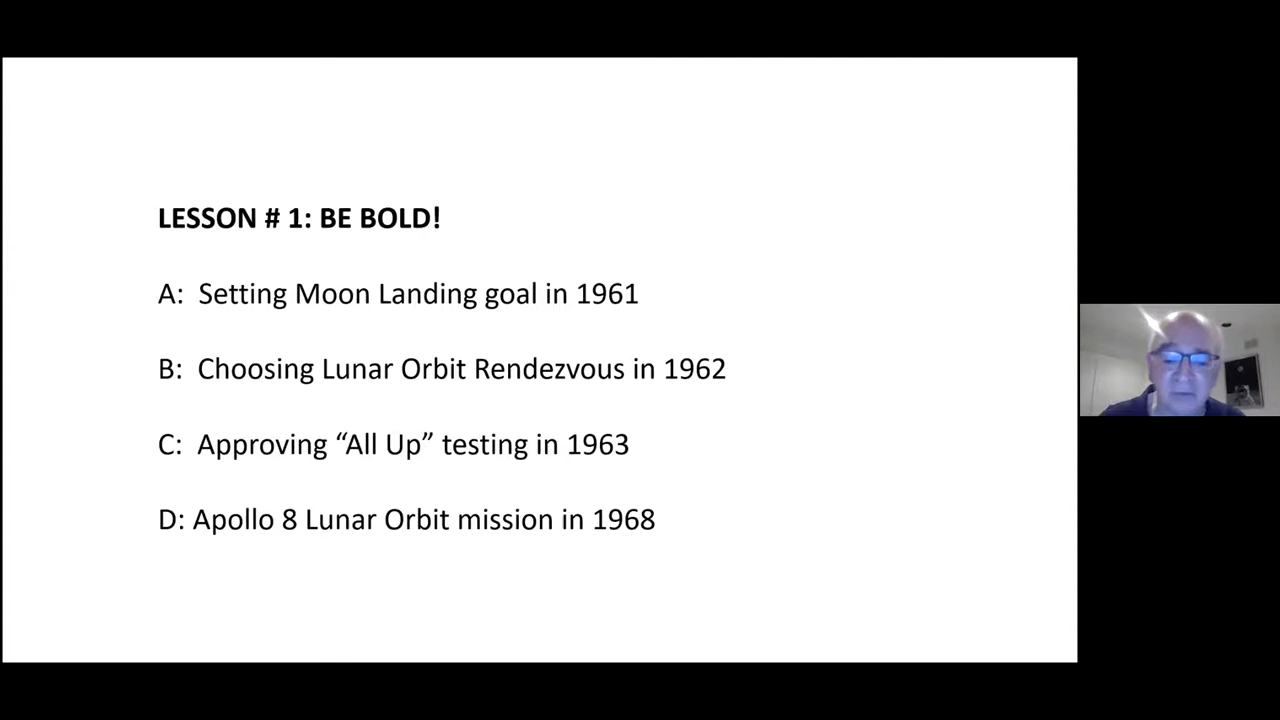 LESSON # 1: BE BOLD!
A:  Setting Moon Landing goal in 1961
B:  Choosing Lunar Orbit Rendezvous in 1962
C:  Approving “All Up” testing in 1963
D: Apollo 8 Lunar Orbit mission in 1968